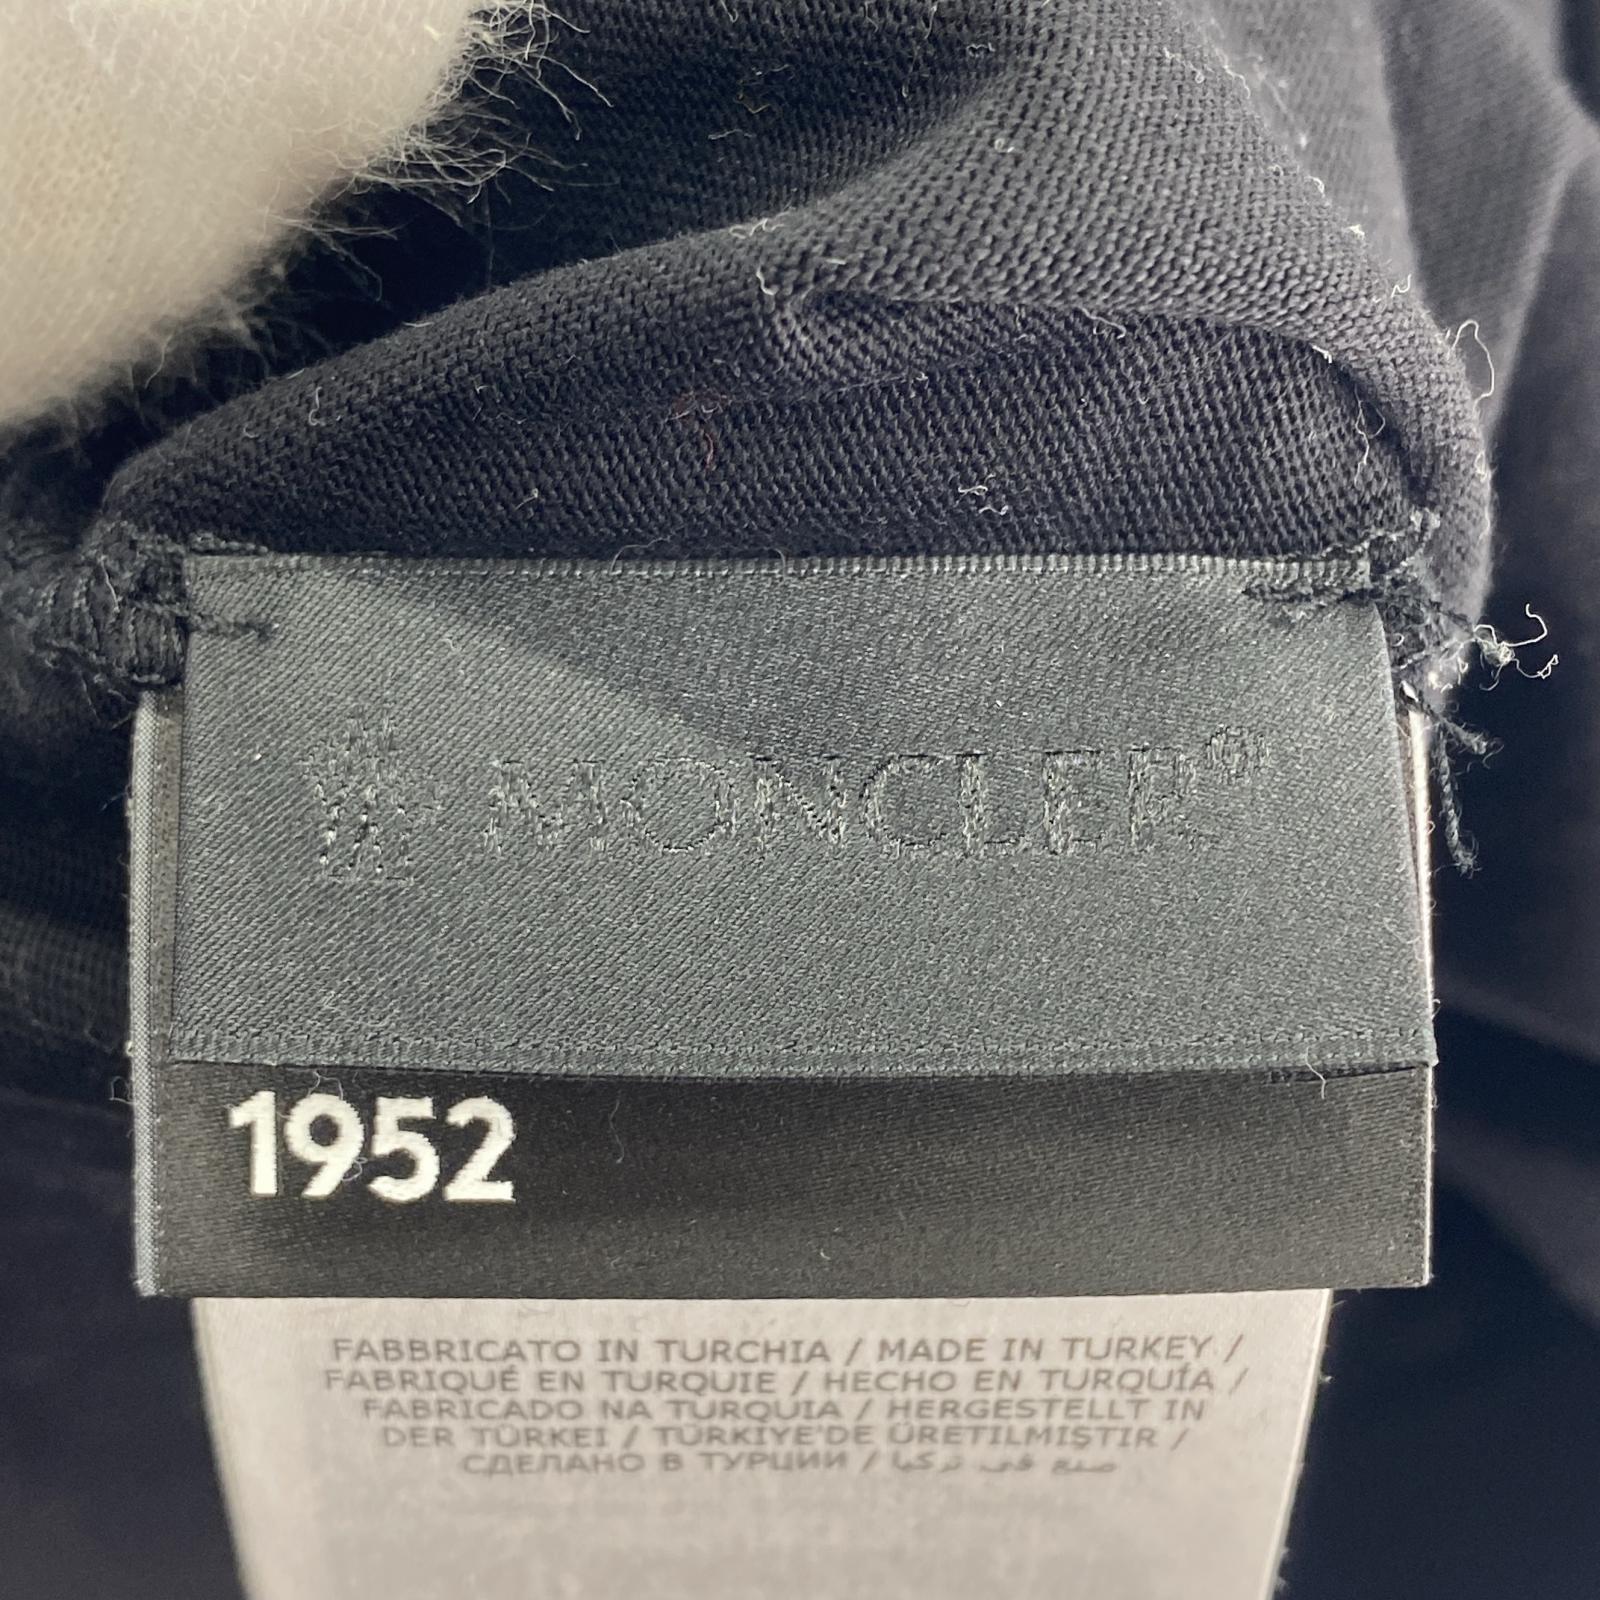 MONCLER®
1952
FABBRICATO IN TURCHIA / MADE IN TURKEY /
FABRIQUÉ EN TURQUIE / HECHO EN TURQUÍA /
FABRICADO NA TURQUIA / HERGESTELLT IN
DER TÜRKEI / TÜRKIYE'DE ÜRETILMIŞTIR /
СДЕЛАНО В ТУРЦИИ / صنع في تركيا